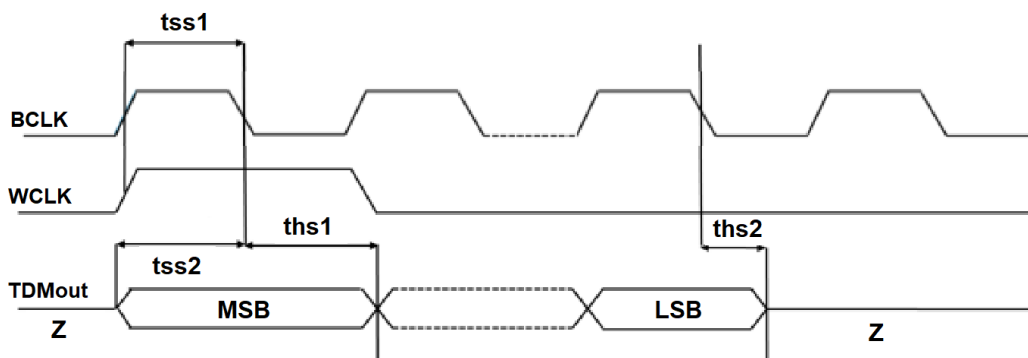 tss1
BCLK
WCLK
ths1
ths2
tss2
TDMout
MSB
LSB
Z
Z